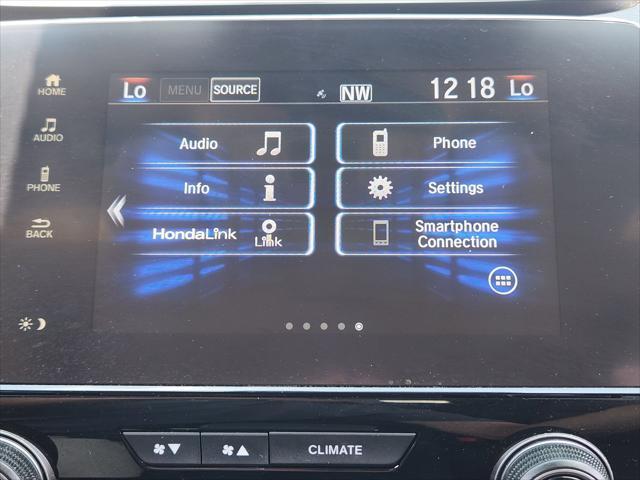 HOME
AUDIO
PHONE
BACK
Lo MENU SOURCE NW 12 18 Lo
Audio
Phone
Info
Settings
HondaLink Link
Smartphone
Connection
CLIMATE